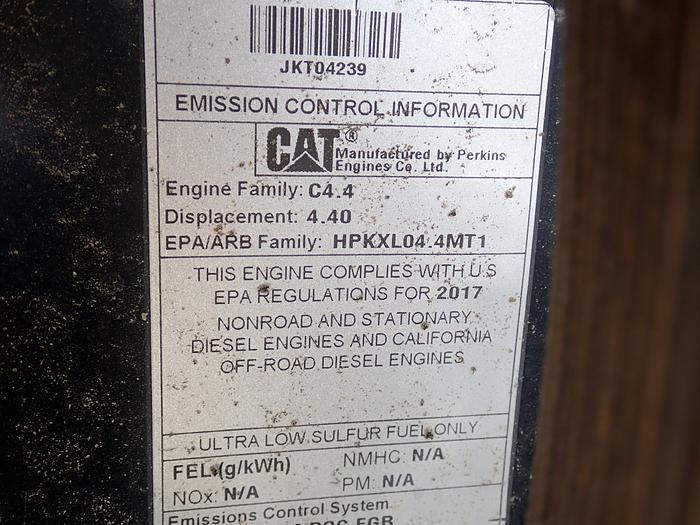 JKT04239
EMISSION CONTROL INFORMATION
CAT® Manufactured by Perkins
Engines Co. Ltd.
Engine Family: C4.4
Displacement: 4.40
EPA/ARB Family: HPKXL04.4MT1
THIS ENGINE COMPLIES WITH U.S
EPA REGULATIONS FOR 2017
NONROAD AND STATIONARY
DIESEL ENGINES AND CALIFORNIA
OFF-ROAD DIESEL ENGINES
ULTRA LOW SULFUR FUEL ONLY
FEL (g/kWh) NMHC: N/A
NOx: N/A PM: N/A
Emissions Control System
DOC EGR